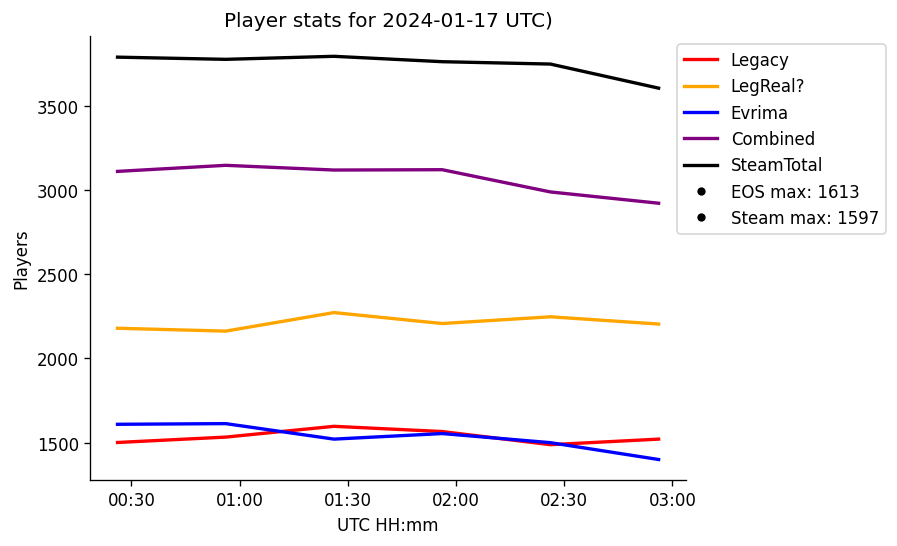 Player stats for 2024-01-17 UTC)
Legacy
LegReal?
Evrima
Combined
SteamTotal
EOS max: 1613
Steam max: 1597
Players
3500
3000
2500
2000
1500
00:30
01:00
01:30
02:00
02:30
03:00
UTC HH:mm